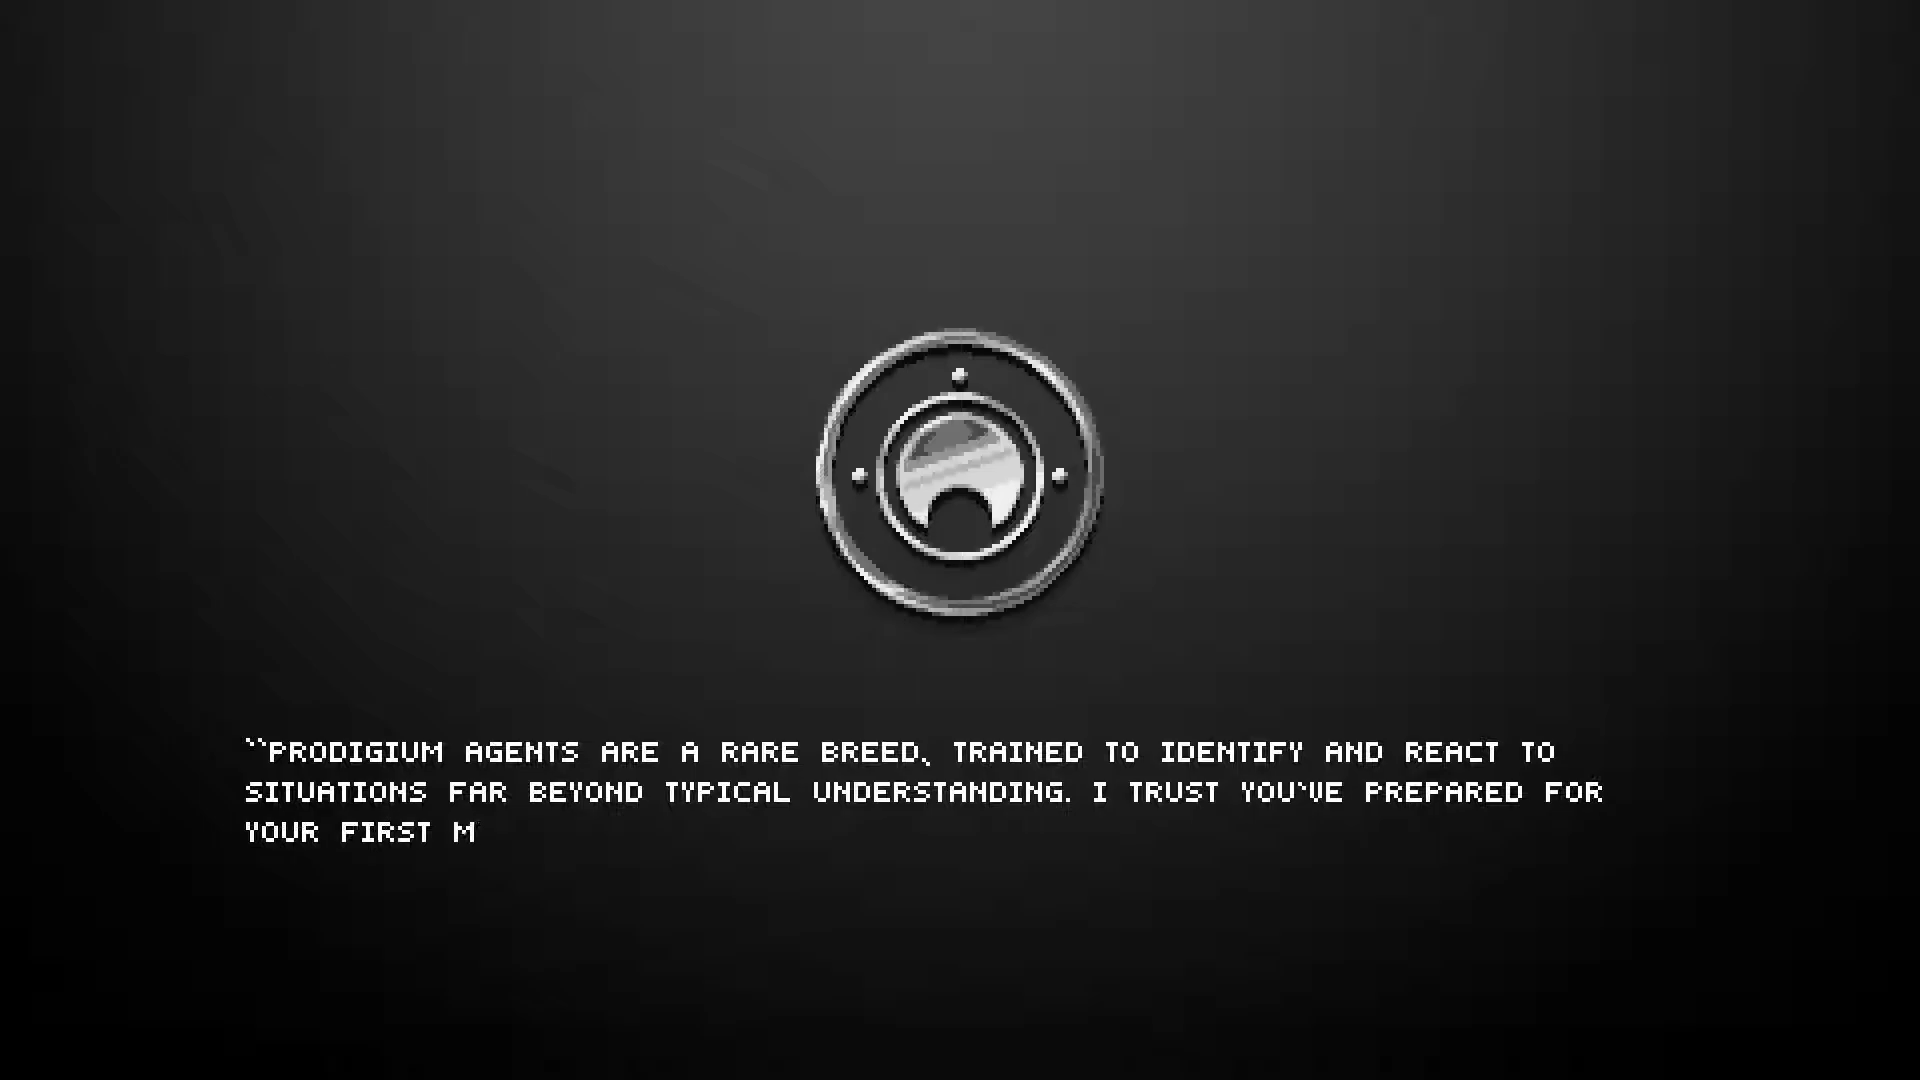 ``PRODIGIUM AGENTS ARE A RARE BREED, TRAINED TO IDENTIFY AND REACT TO
SITUATIONS FAR BEYOND TYPICAL UNDERSTANDING. I TRUST YOU'VE PREPARED FOR
YOUR FIRST M